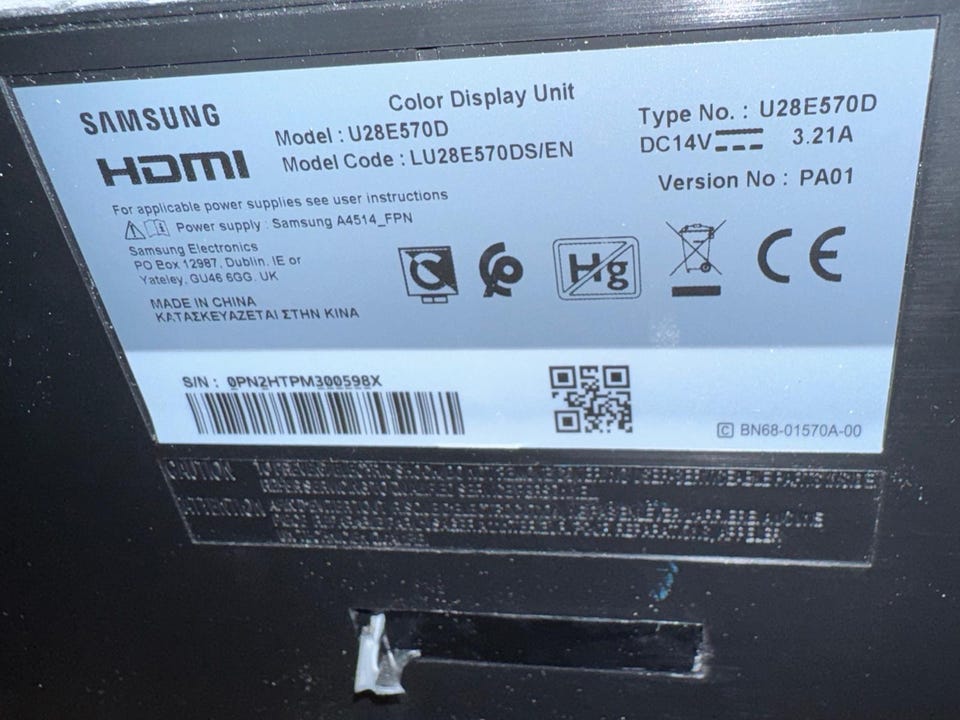 SAMSUNG
HDMI
Color Display Unit
Model : U28E570D
Model Code : LU28E570DS/EN
Type No. : U28E570D
DC14V 3.21A
Version No : PA01
For applicable power supplies see user instructions
Power supply : Samsung A4514_FPN
Samsung Electronics
PO Box 12987, Dublin. IE or
Yateley, GU46 6GG. UK
MADE IN CHINA
ΚΑΤΑΣΚΕΥΑΖΕΤΑΙ ΣΤΗΝ ΚΙΝΑ
Hg
CE
S/N : 0PN2HTPM300598X
C BN68-01570A-00
CAUTION
ATTENTION